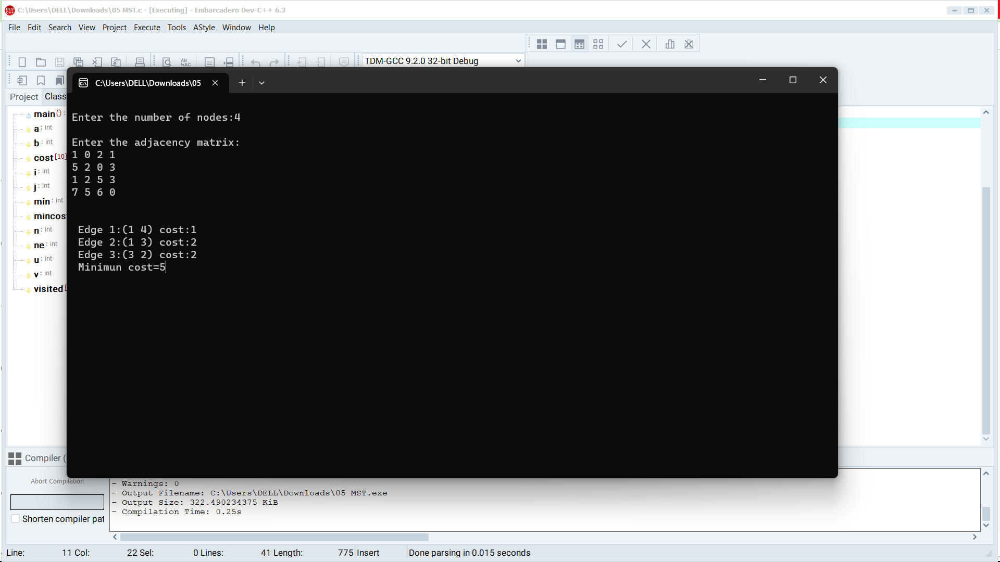 C:\Users\DELL\Downloads\05 MST.c - [Executing] - Embarcadero Dev-C++ 6.3
File Edit Search View Project Execute Tools AStyle Window Help
TDM-GCC 9.2.0 32-bit Debug
C:\Users\DELL\Downloads\05
Project Class
main() :
a : int
b : int
cost [10]
i : int
j : int
min : int
mincos
n : int
ne : int
u : int
v : int
visited [
Enter the number of nodes:4
Enter the adjacency matrix:
1 0 2 1
5 2 0 3
1 2 5 3
7 5 6 0
Edge 1:(1 4) cost:1
Edge 2:(1 3) cost:2
Edge 3:(3 2) cost:2
Minimun cost=5
Compiler (
Abort Compilation
Shorten compiler pat
- Warnings: 0
- Output Filename: C:\Users\DELL\Downloads\05 MST.exe
- Output Size: 322.490234375 KiB
- Compilation Time: 0.25s
Line: 11 Col: 22 Sel: 0 Lines: 41 Length: 775 Insert Done parsing in 0.015 seconds